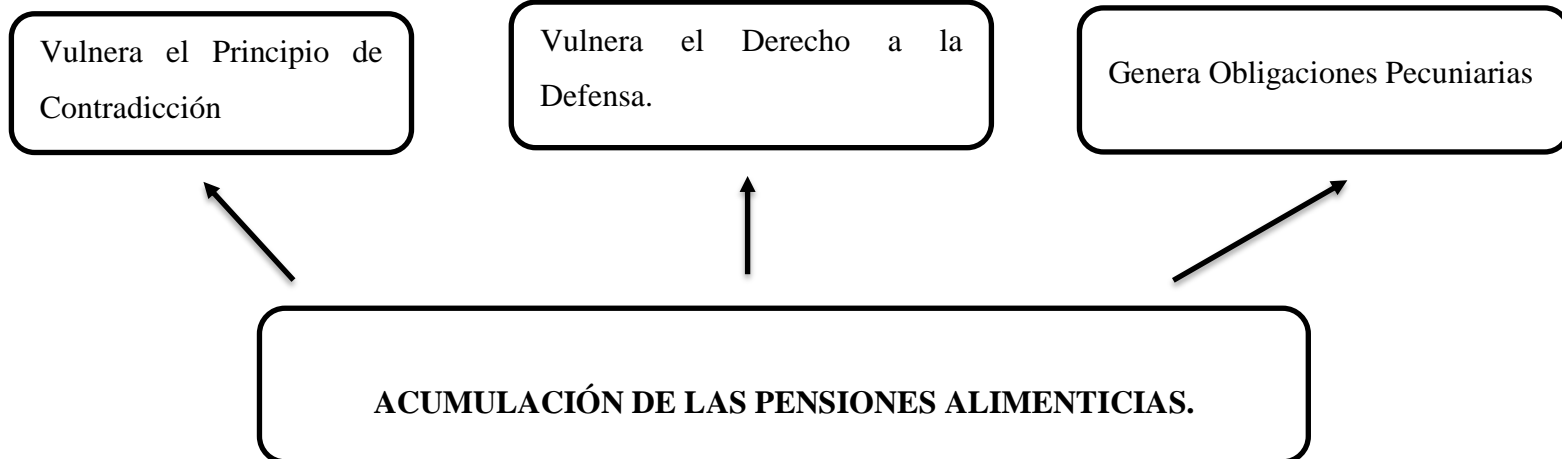 Vulnera el Principio de
Contradicción
Vulnera el Derecho a la
Defensa.
Genera Obligaciones Pecuniarias
ACUMULACIÓN DE LAS PENSIONES ALIMENTICIAS.